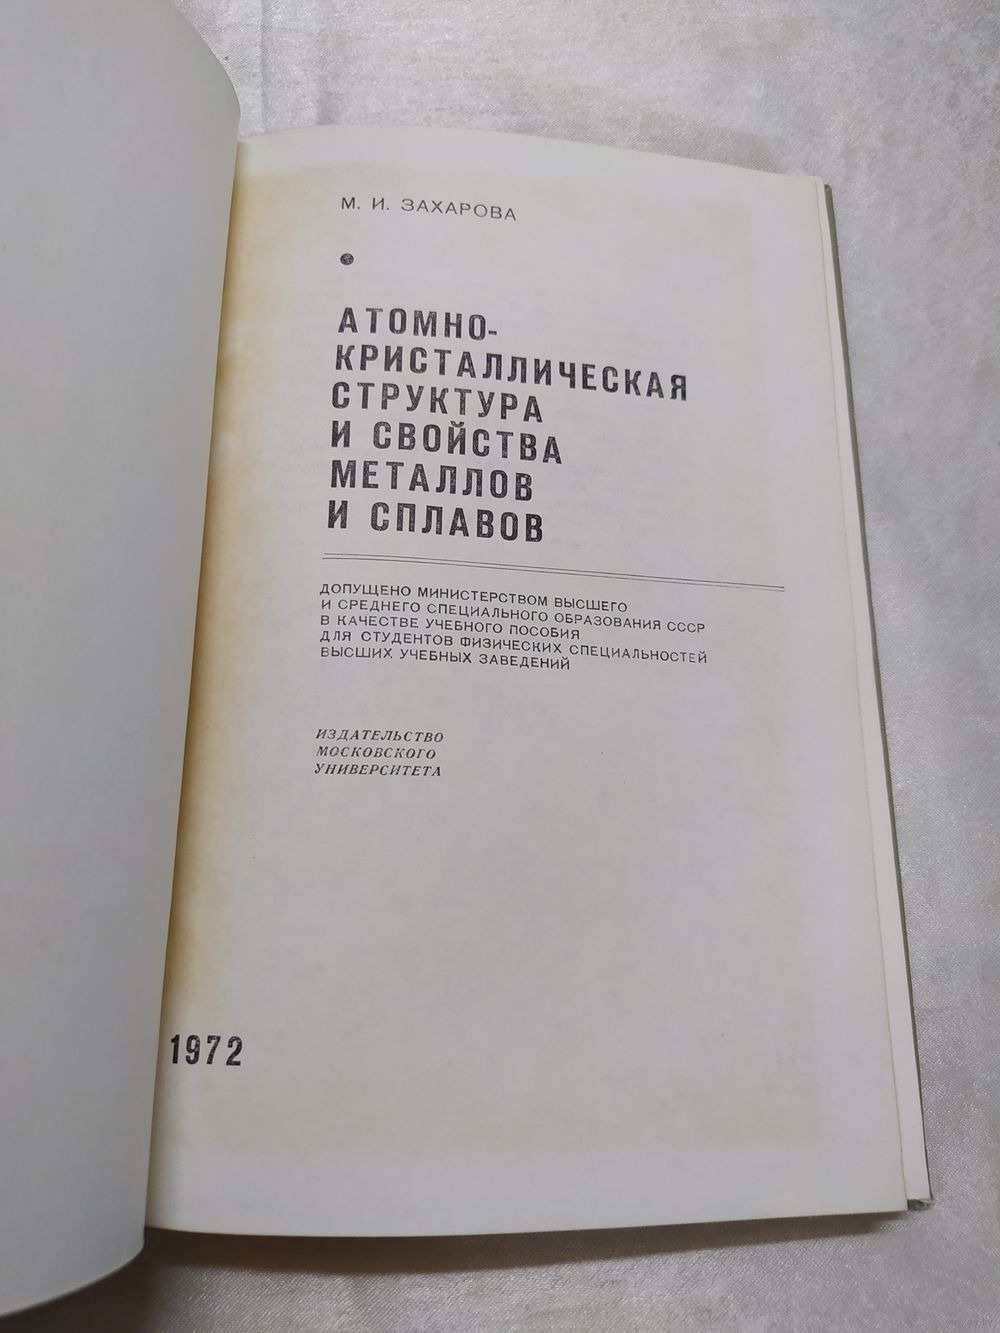 М. И. ЗАХАРОВА
АТОМНО-
КРИСТАЛЛИЧЕСКАЯ
СТРУКТУРА
И СВОЙСТВА
МЕТАЛЛОВ
И СПЛАВОВ
ДОПУЩЕНО МИНИСТЕРСТВОМ ВЫСШЕГО
И СРЕДНЕГО СПЕЦИАЛЬНОГО ОБРАЗОВАНИЯ СССР
В КАЧЕСТВЕ УЧЕБНОГО ПОСОБИЯ
ДЛЯ СТУДЕНТОВ ФИЗИЧЕСКИХ СПЕЦИАЛЬНОСТЕЙ
ВЫСШИХ УЧЕБНЫХ ЗАВЕДЕНИЙ
ИЗДАТЕЛЬСТВО
МОСКОВСКОГО
УНИВЕРСИТЕТА
1972